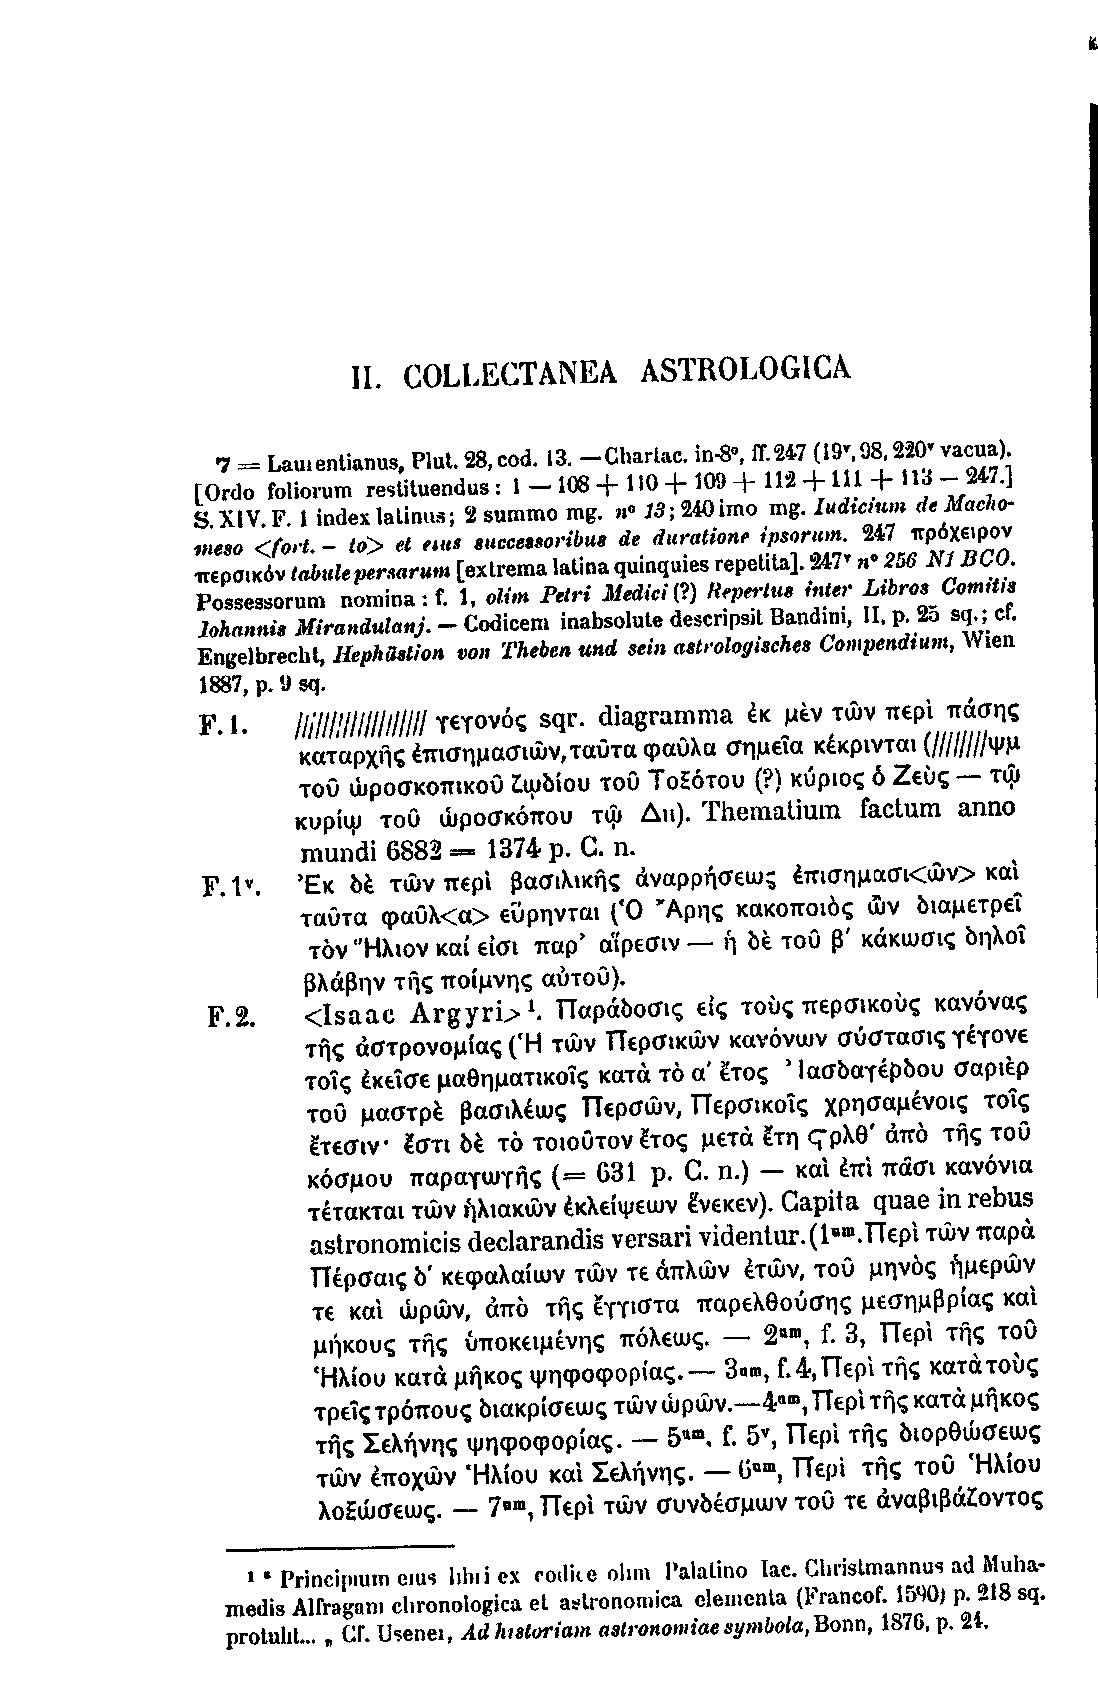 II. COLLECTANEA ASTROLOGICA
7 = Laurentianus, Plut. 28, cod. 13. — Chartac. in-8°, ff. 247 (19ᵛ, 98, 220ᵛ vacua).
[Ordo foliorum restituendus : 1 — 108 + 110 + 109 + 112 + 111 + 113 — 247.]
S. XIV. F. 1 index latinus; 2 summo mg. n° 13; 240 imo mg. Iudicium de Macho-
meso <fort. — to> et eius successoribus de duratione ipsorum. 247 πρόχειρον
περσικόν tabule persarum [extrema latina quinquies repetita]. 247ᵛ n° 256 N1 BCO.
Possessorum nomina : f. 1, olim Petri Medici (?) Repertus inter Libros Comitis
Iohannis Mirandulanj. — Codicem inabsolute descripsit Bandini, II, p. 25 sq.; cf.
Engelbrecht, Hephästion von Theben und sein astrologisches Compendium, Wien
1887, p. 9 sq.
F. 1. ////////////////// γεγονός sqr. diagramma ἐκ μὲν τῶν περὶ πάσης
καταρχῆς ἐπισημασιῶν, ταῦτα φαῦλα σημεῖα κέκρινται (////////ψμ
τοῦ ὡροσκοπικοῦ ζῳδίου τοῦ Τοξότου (?) κύριος ὁ Ζεὺς — τῷ
κυρίῳ τοῦ ὡροσκόπου τῷ Διί). Thematium factum anno
mundi 6882 = 1374 p. C. n.
F. 1ᵛ. Ἐκ δὲ τῶν περὶ βασιλικῆς ἀναρρήσεως ἐπισημασι<ῶν> καὶ
ταῦτα φαῦλ<α> εὕρηνται (Ὁ Ἄρης κακοποιὸς ὢν διαμετρεῖ
τὸν Ἥλιον καί εἰσι παρ’ αἵρεσιν — ἡ δὲ τοῦ β′ κάκωσις δηλοῖ
βλάβην τῆς ποίμνης αὐτοῦ).
F. 2. <Isaac Argyri> ¹. Παράδοσις εἰς τοὺς περσικοὺς κανόνας
τῆς ἀστρονομίας (Ἡ τῶν Περσικῶν κανόνων σύστασις γέγονε
τοῖς ἐκεῖσε μαθηματικοῖς κατὰ τὸ α′ ἔτος Ἰασδαγέρδου σαριὲρ
τοῦ μαστρὲ βασιλέως Περσῶν, Περσικοῖς χρησαμένοις τοῖς
ἔτεσιν· ἔστι δὲ τὸ τοιοῦτον ἔτος μετὰ ἔτη ϛρλθ′ ἀπὸ τῆς τοῦ
κόσμου παραγωγῆς (= 631 p. C. n.) — καὶ ἐπὶ πᾶσι κανόνια
τέτακται τῶν ἡλιακῶν ἐκλείψεων ἕνεκεν). Capita quae in rebus
astronomicis declarandis versari videntur. (1ᵘᵐ. Περὶ τῶν παρὰ
Πέρσαις δ′ κεφαλαίων τῶν τε ἁπλῶν ἐτῶν, τοῦ μηνὸς ἡμερῶν
τε καὶ ὡρῶν, ἀπὸ τῆς ἔγγιστα παρελθούσης μεσημβρίας καὶ
μήκους τῆς ὑποκειμένης πόλεως. — 2ᵘᵐ, f. 3, Περὶ τῆς τοῦ
Ἡλίου κατὰ μῆκος ψηφοφορίας. — 3ᵘᵐ, f. 4, Περὶ τῆς κατὰ τοὺς
τρεῖς τρόπους διακρίσεως τῶν ὡρῶν. — 4ᵘᵐ, Περὶ τῆς κατὰ μῆκος
τῆς Σελήνης ψηφοφορίας. — 5ᵘᵐ, f. 5ᵛ, Περὶ τῆς διορθώσεως
τῶν ἐποχῶν Ἡλίου καὶ Σελήνης. — 6ᵘᵐ, Περὶ τῆς τοῦ Ἡλίου
λοξώσεως. — 7ᵘᵐ, Περὶ τῶν συνδέσμων τοῦ τε ἀναβιβάζοντος
¹ “ Principium eius libri ex codice olim Palatino Iac. Christmannus ad Muha-
medis Alfragani chronologica et astronomica elementa (Francof. 1590) p. 218 sq.
protulit... „ Cf. Usener, Ad historiam astronomiae symbola, Bonn, 1876, p. 24.